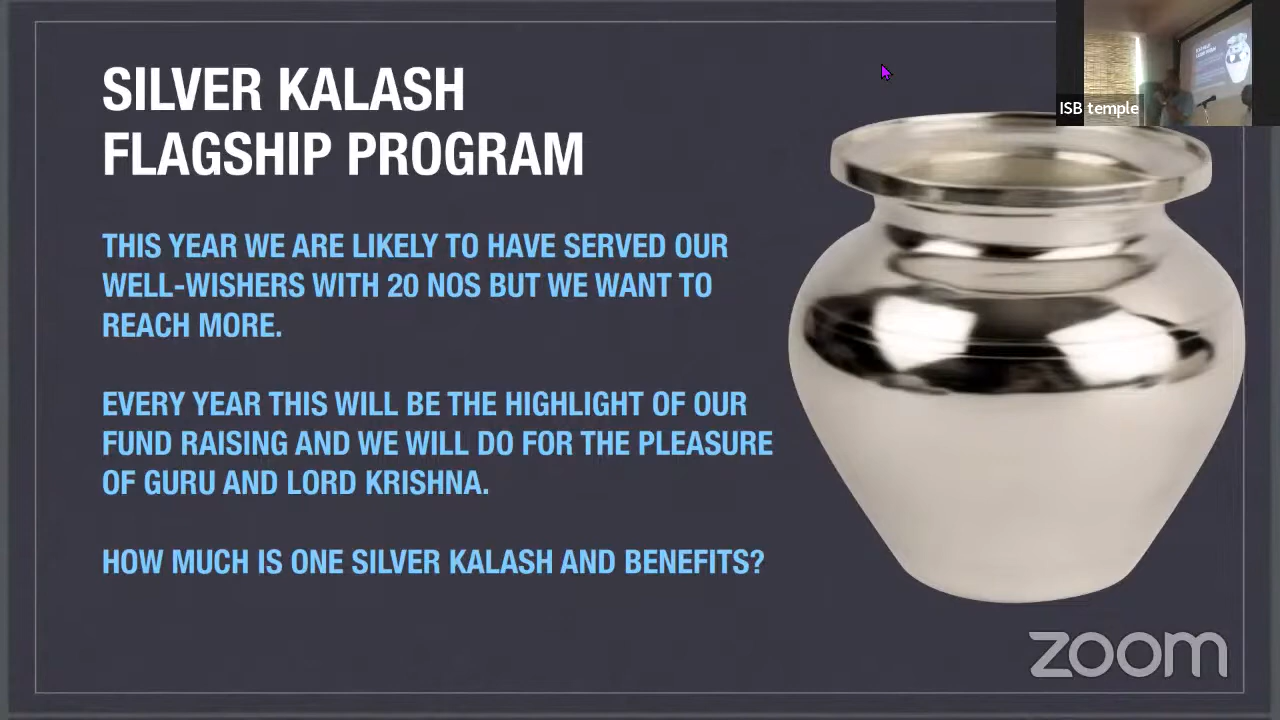 SILVER KALASH
FLAGSHIP PROGRAM
THIS YEAR WE ARE LIKELY TO HAVE SERVED OUR
WELL-WISHERS WITH 20 NOS BUT WE WANT TO
REACH MORE.
EVERY YEAR THIS WILL BE THE HIGHLIGHT OF OUR
FUND RAISING AND WE WILL DO FOR THE PLEASURE
OF GURU AND LORD KRISHNA.
HOW MUCH IS ONE SILVER KALASH AND BENEFITS?
ISB temple
zoom